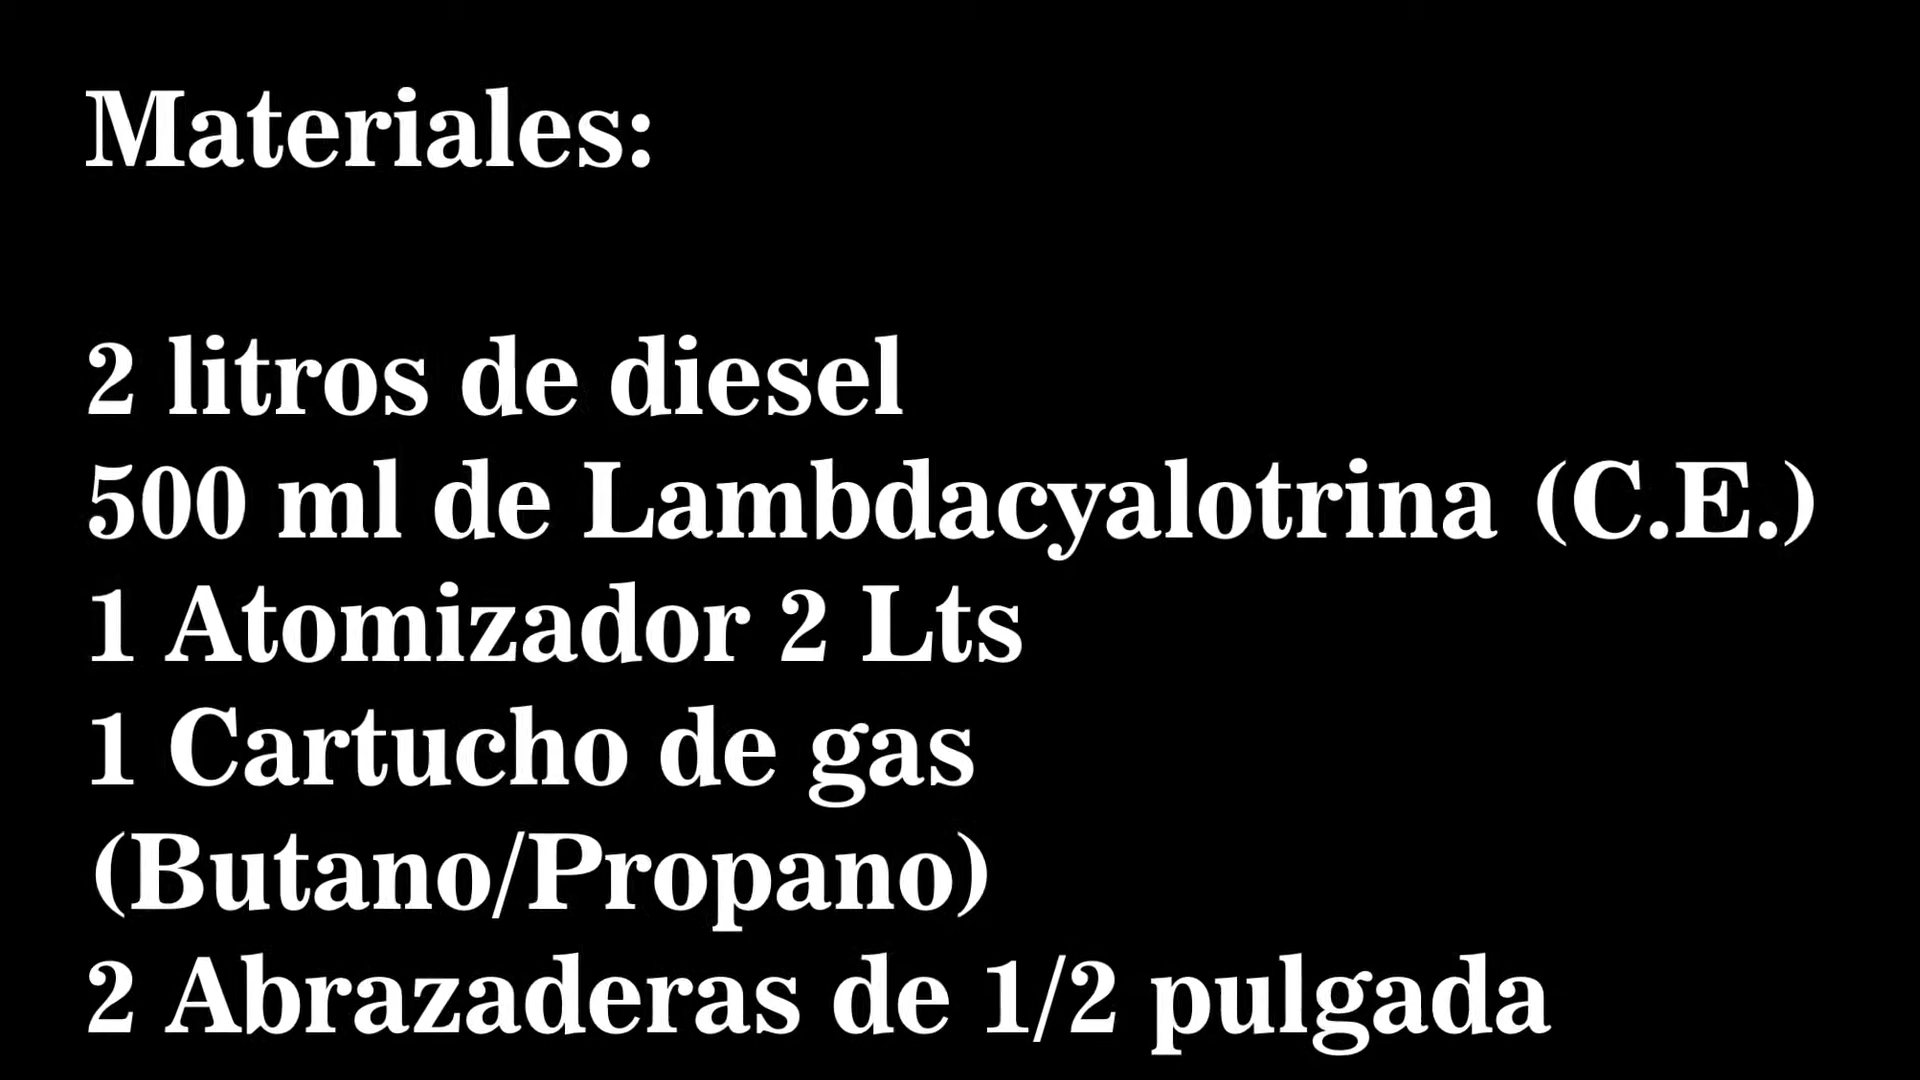 Materiales:
2 litros de diesel
500 ml de Lambdacyalotrina (C.E.)
1 Atomizador 2 Lts
1 Cartucho de gas
(Butano/Propano)
2 Abrazaderas de 1/2 pulgada